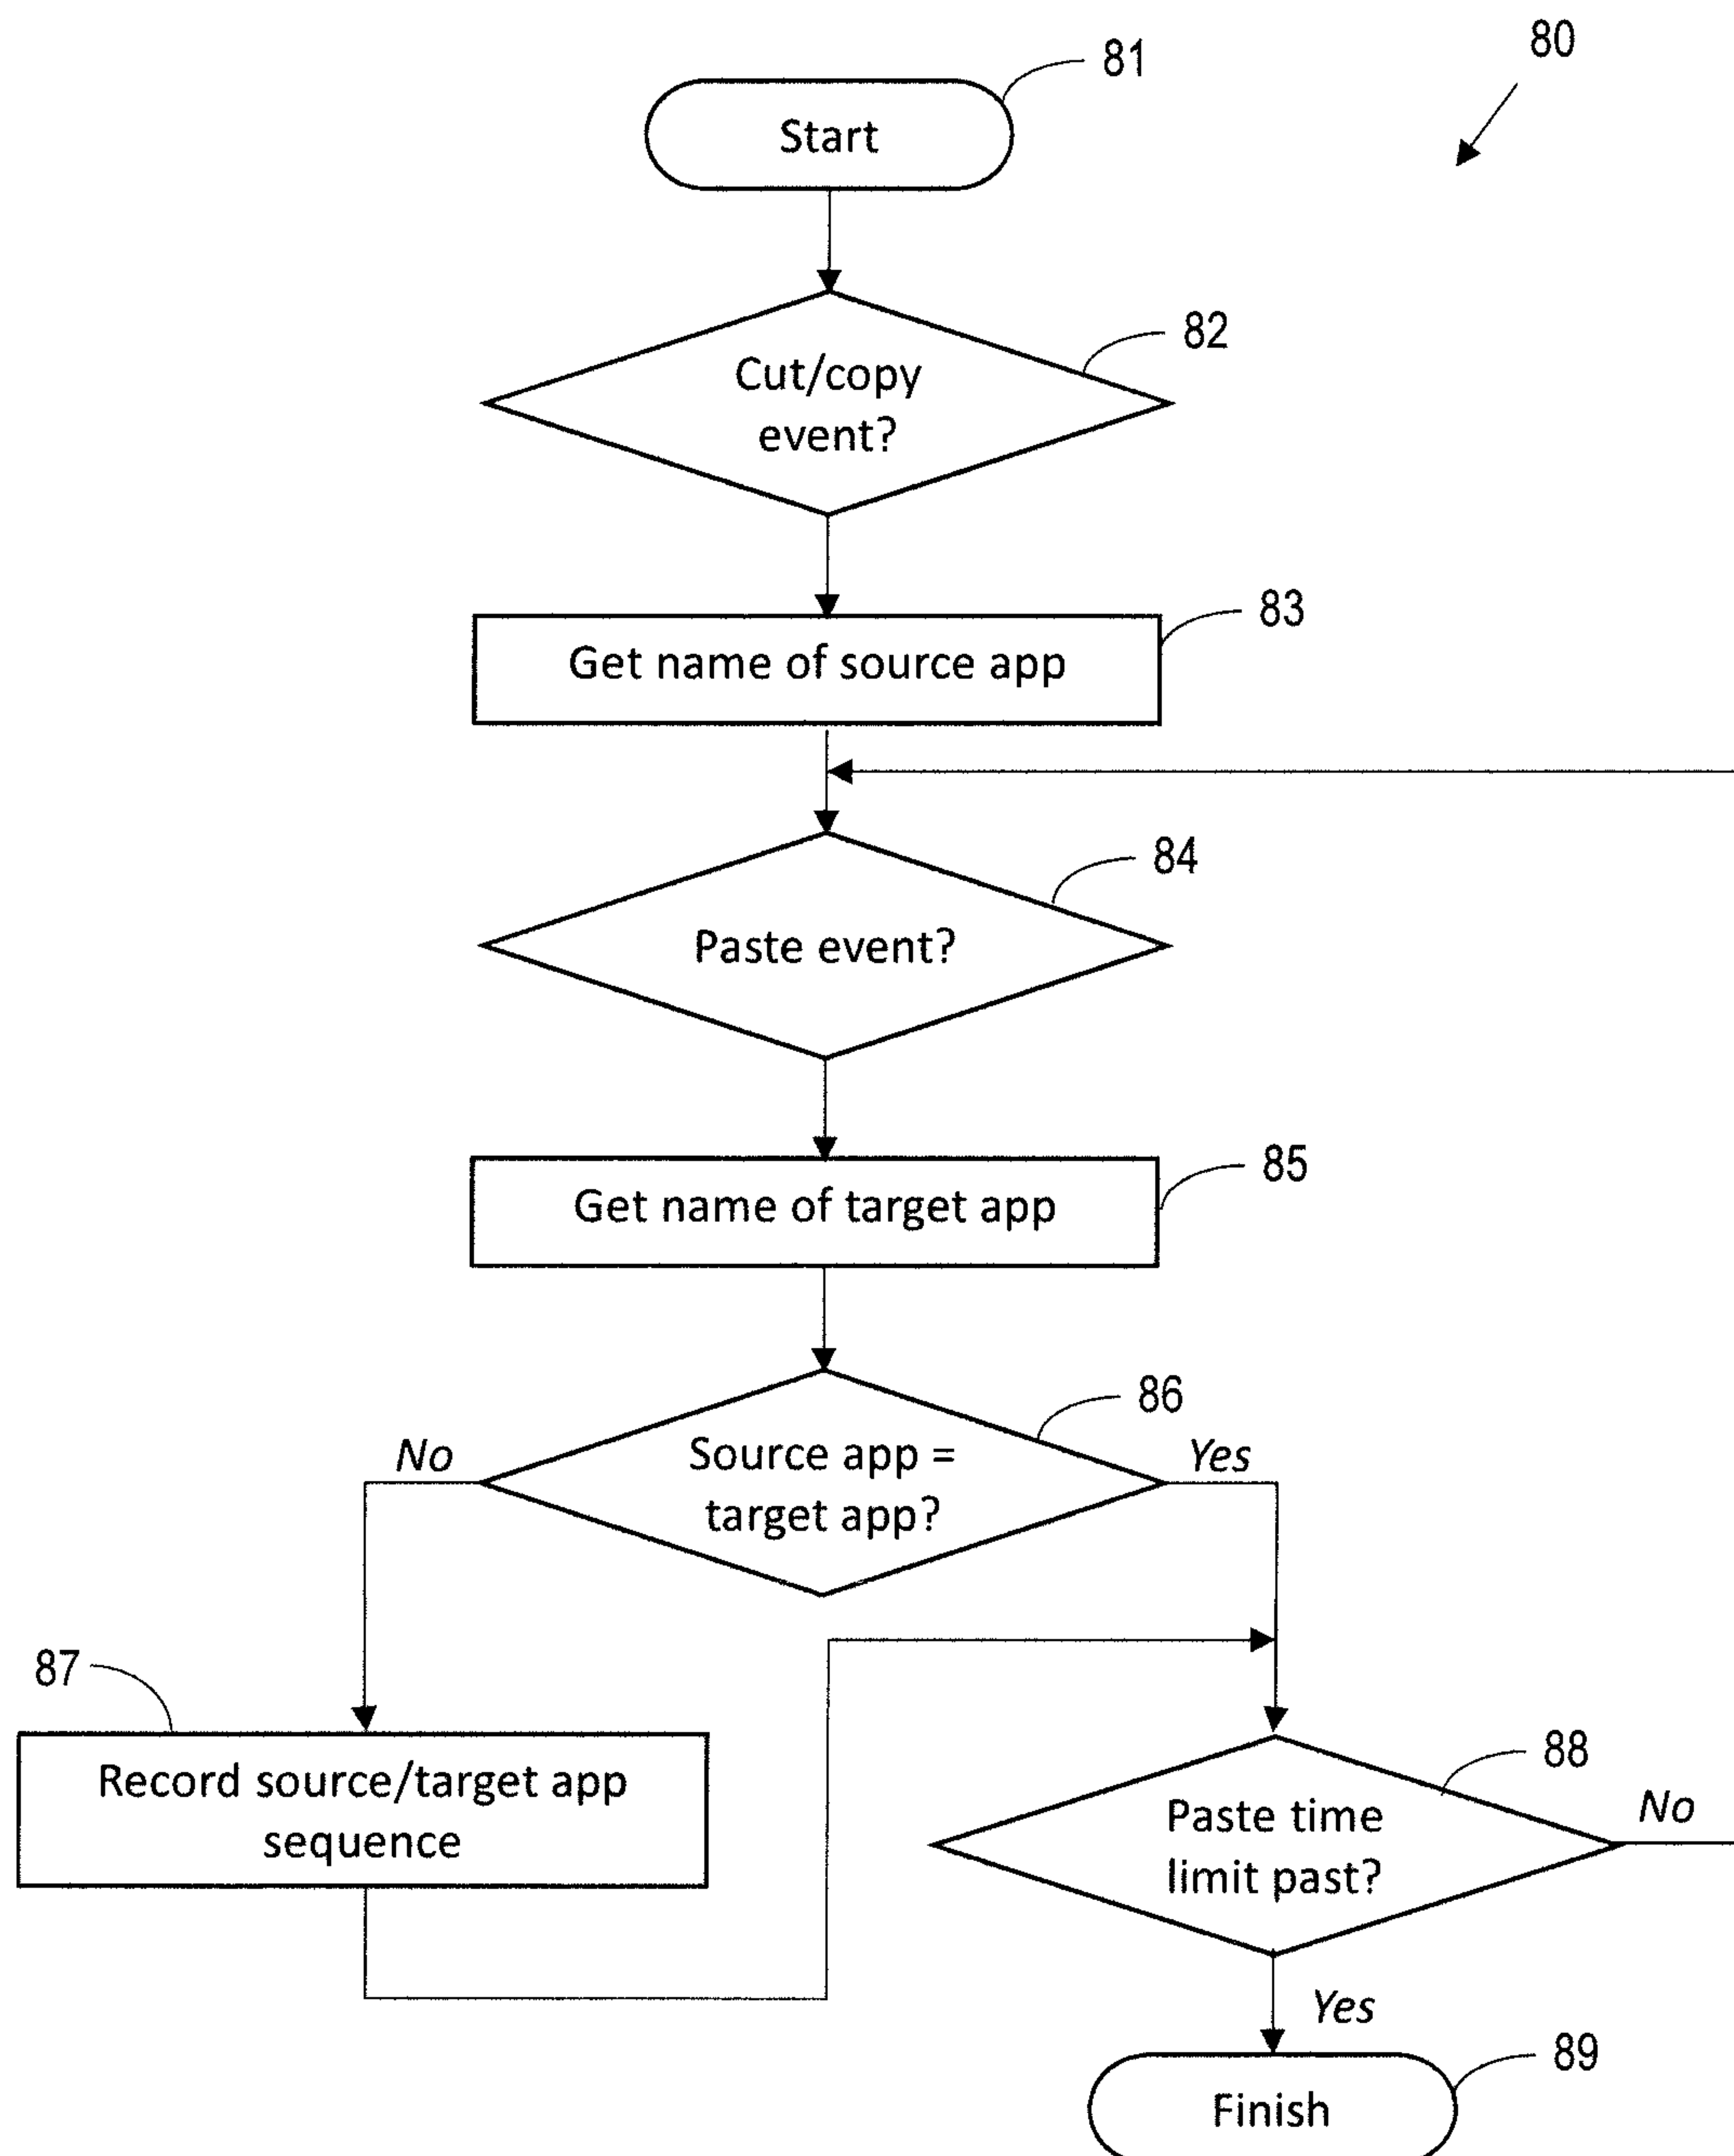 80
81
Start
82
Cut/copy
event?
83
Get name of source app
84
Paste event?
85
Get name of target app
86
No
Source app =
target app?
Yes
87
Record source/target app
sequence
88
Paste time
limit past?
No
Yes
89
Finish